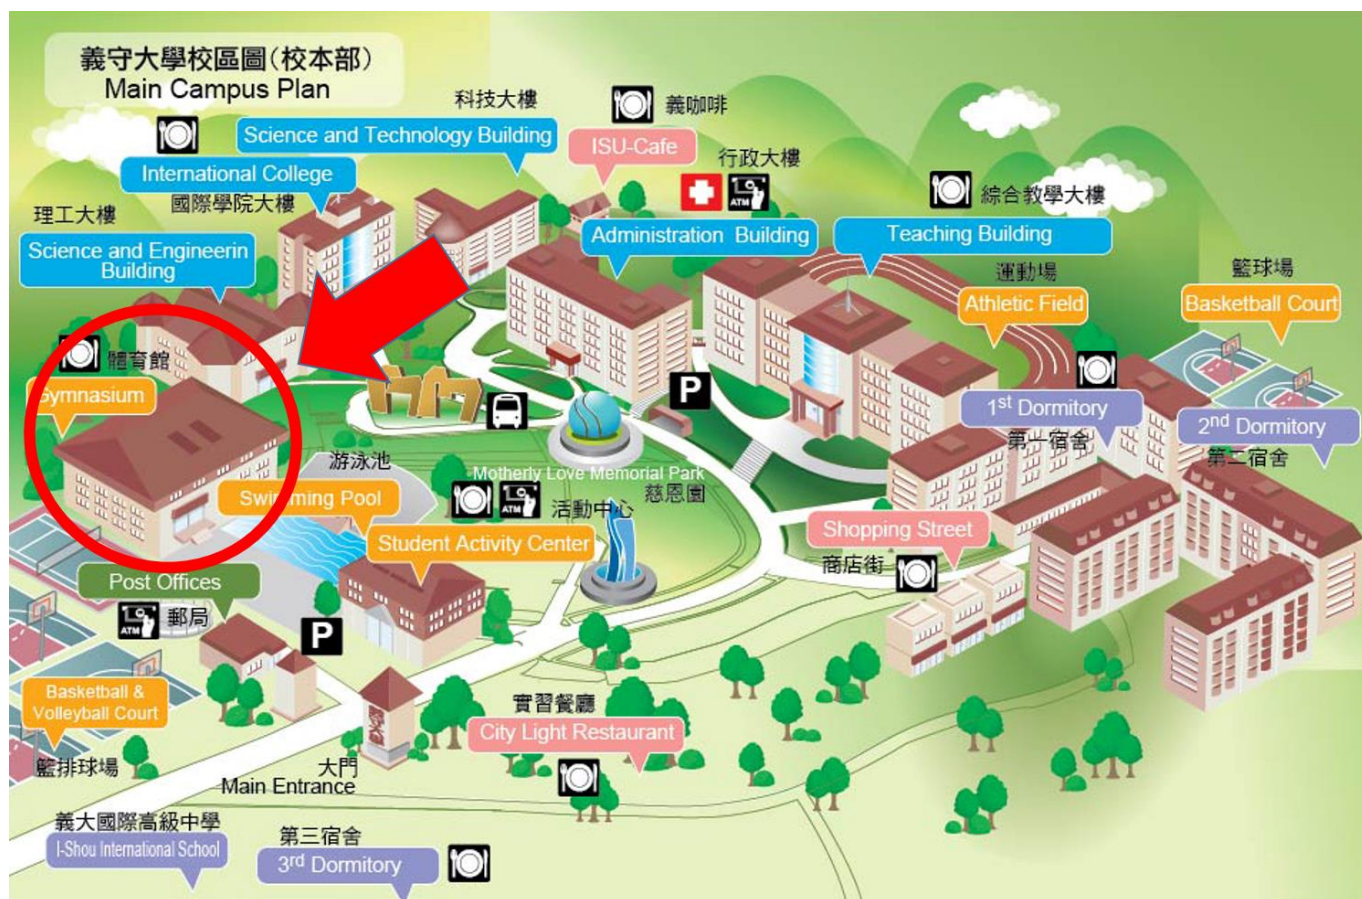 義守大學校區圖(校本部)
Main Campus Plan
科技大樓
Science and Technology Building
義咖啡
ISU-Cafe
行政大樓
ATM
Administration Building
綜合教學大樓
Teaching Building
International College
國際學院大樓
理工大樓
Science and Engineerin
Building
運動場
Athletic Field
籃球場
Basketball Court
體育館
Gymnasium
P
1st Dormitory
第一宿舍
2nd Dormitory
第二宿舍
游泳池
Swimming Pool
Motherly Love Memorial Park
慈恩園
ATM
活動中心
Student Activity Center
Shopping Street
商店街
Post Offices
ATM
郵局
P
Basketball &
Volleyball Court
籃排球場
實習餐廳
City Light Restaurant
大門
Main Entrance
義大國際高級中學
I-Shou International School
第三宿舍
3rd Dormitory